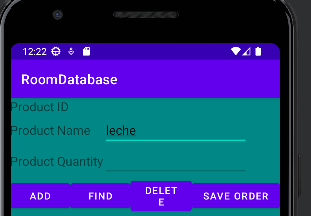 12:22
RoomDatabase
Product ID
Product Name leche
Product Quantity
ADD FIND DELET SAVE ORDER
E